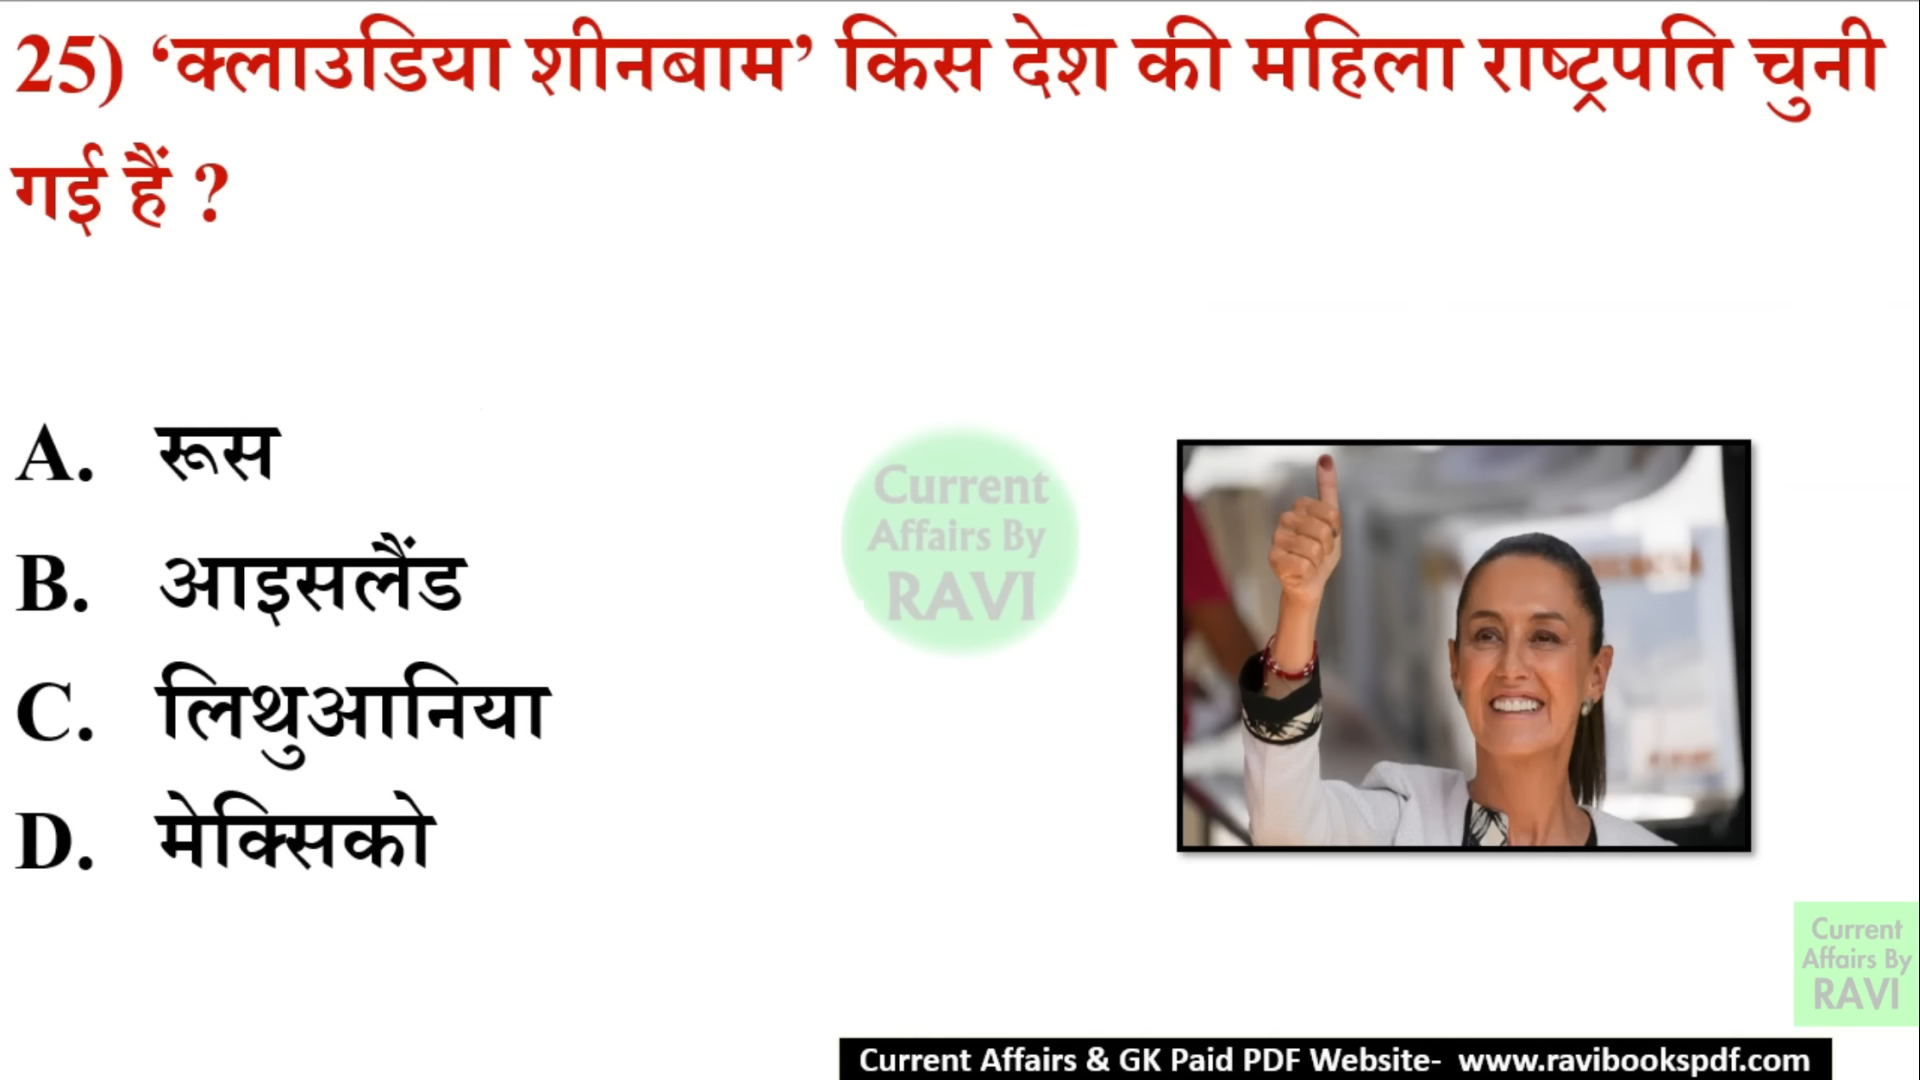 25) ‘क्लाउडिया शीनबाम’ किस देश की महिला राष्ट्रपति चुनी
गई हैं ?
A. रूस
B. आइसलैंड
C. लिथुआनिया
D. मेक्सिको
Current
Affairs By
RAVI
Current
Affairs By
RAVI
Current Affairs & GK Paid PDF Website- www.ravibookspdf.com